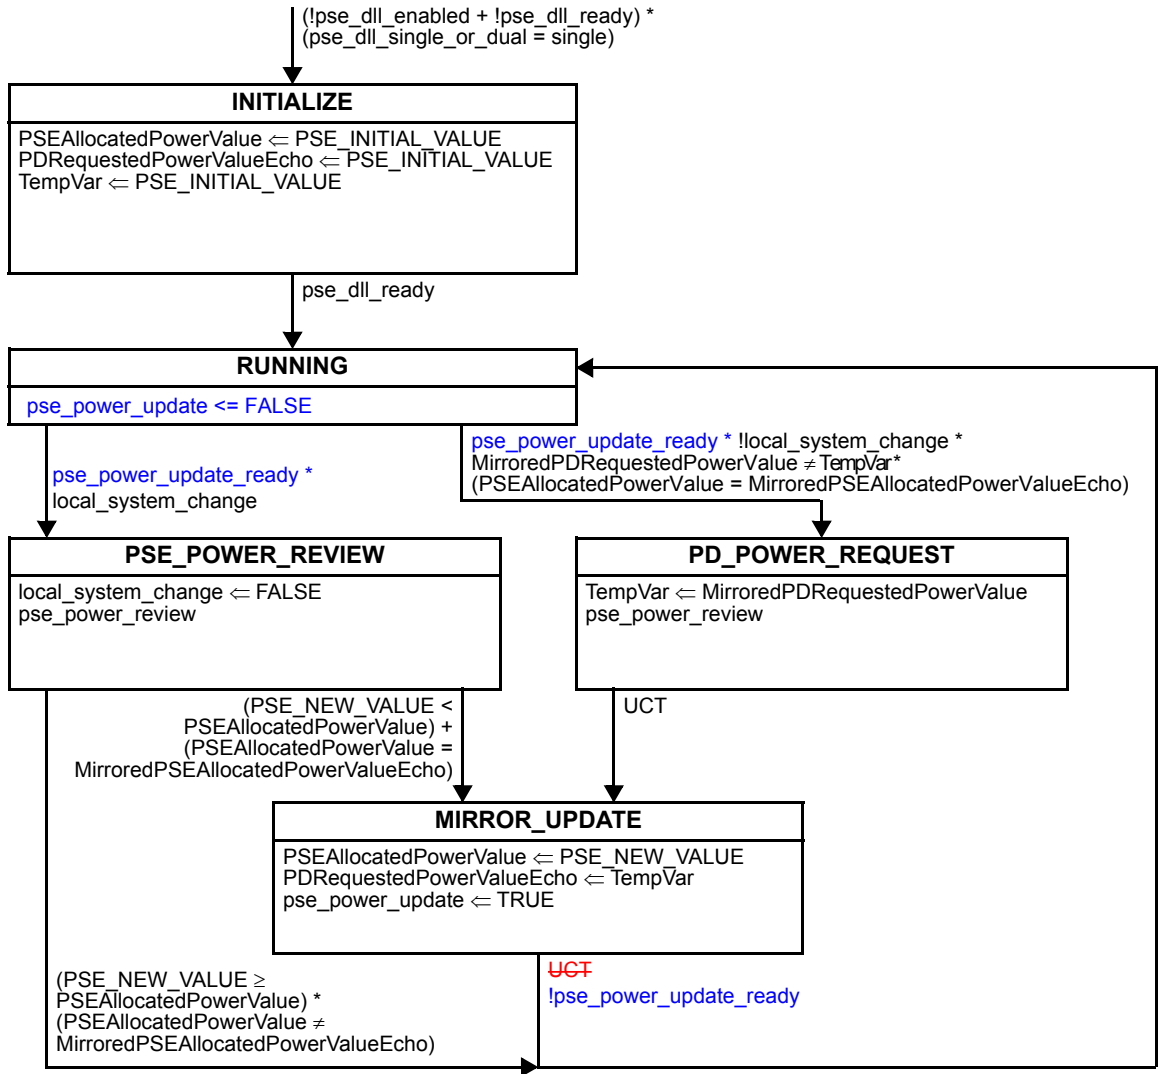 (!pse_dll_enabled + !pse_dll_ready) *
(pse_dll_single_or_dual = single)
INITIALIZE
PSEAllocatedPowerValue ⇐ PSE_INITIAL_VALUE
PDRequestedPowerValueEcho ⇐ PSE_INITIAL_VALUE
TempVar ⇐ PSE_INITIAL_VALUE
pse_dll_ready
RUNNING
pse_power_update <= FALSE
pse_power_update_ready *
local_system_change
pse_power_update_ready * !local_system_change *
MirroredPDRequestedPowerValue ≠ TempVar*
(PSEAllocatedPowerValue = MirroredPSEAllocatedPowerValueEcho)
PSE_POWER_REVIEW
local_system_change ⇐ FALSE
pse_power_review
PD_POWER_REQUEST
TempVar ⇐ MirroredPDRequestedPowerValue
pse_power_review
(PSE_NEW_VALUE <
PSEAllocatedPowerValue) +
(PSEAllocatedPowerValue =
MirroredPSEAllocatedPowerValueEcho)
UCT
MIRROR_UPDATE
PSEAllocatedPowerValue ⇐ PSE_NEW_VALUE
PDRequestedPowerValueEcho ⇐ TempVar
pse_power_update ⇐ TRUE
(PSE_NEW_VALUE ≥
PSEAllocatedPowerValue) *
(PSEAllocatedPowerValue ≠
MirroredPSEAllocatedPowerValueEcho)
UCT
!pse_power_update_ready